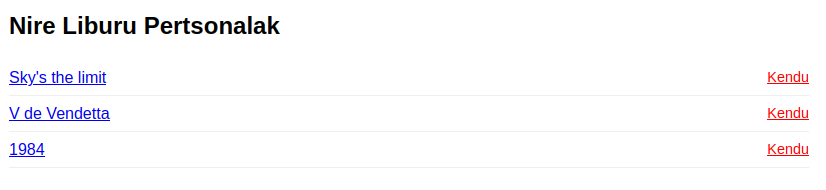 Nire Liburu Pertsonalak
Sky's the limit Kendu
V de Vendetta Kendu
1984 Kendu